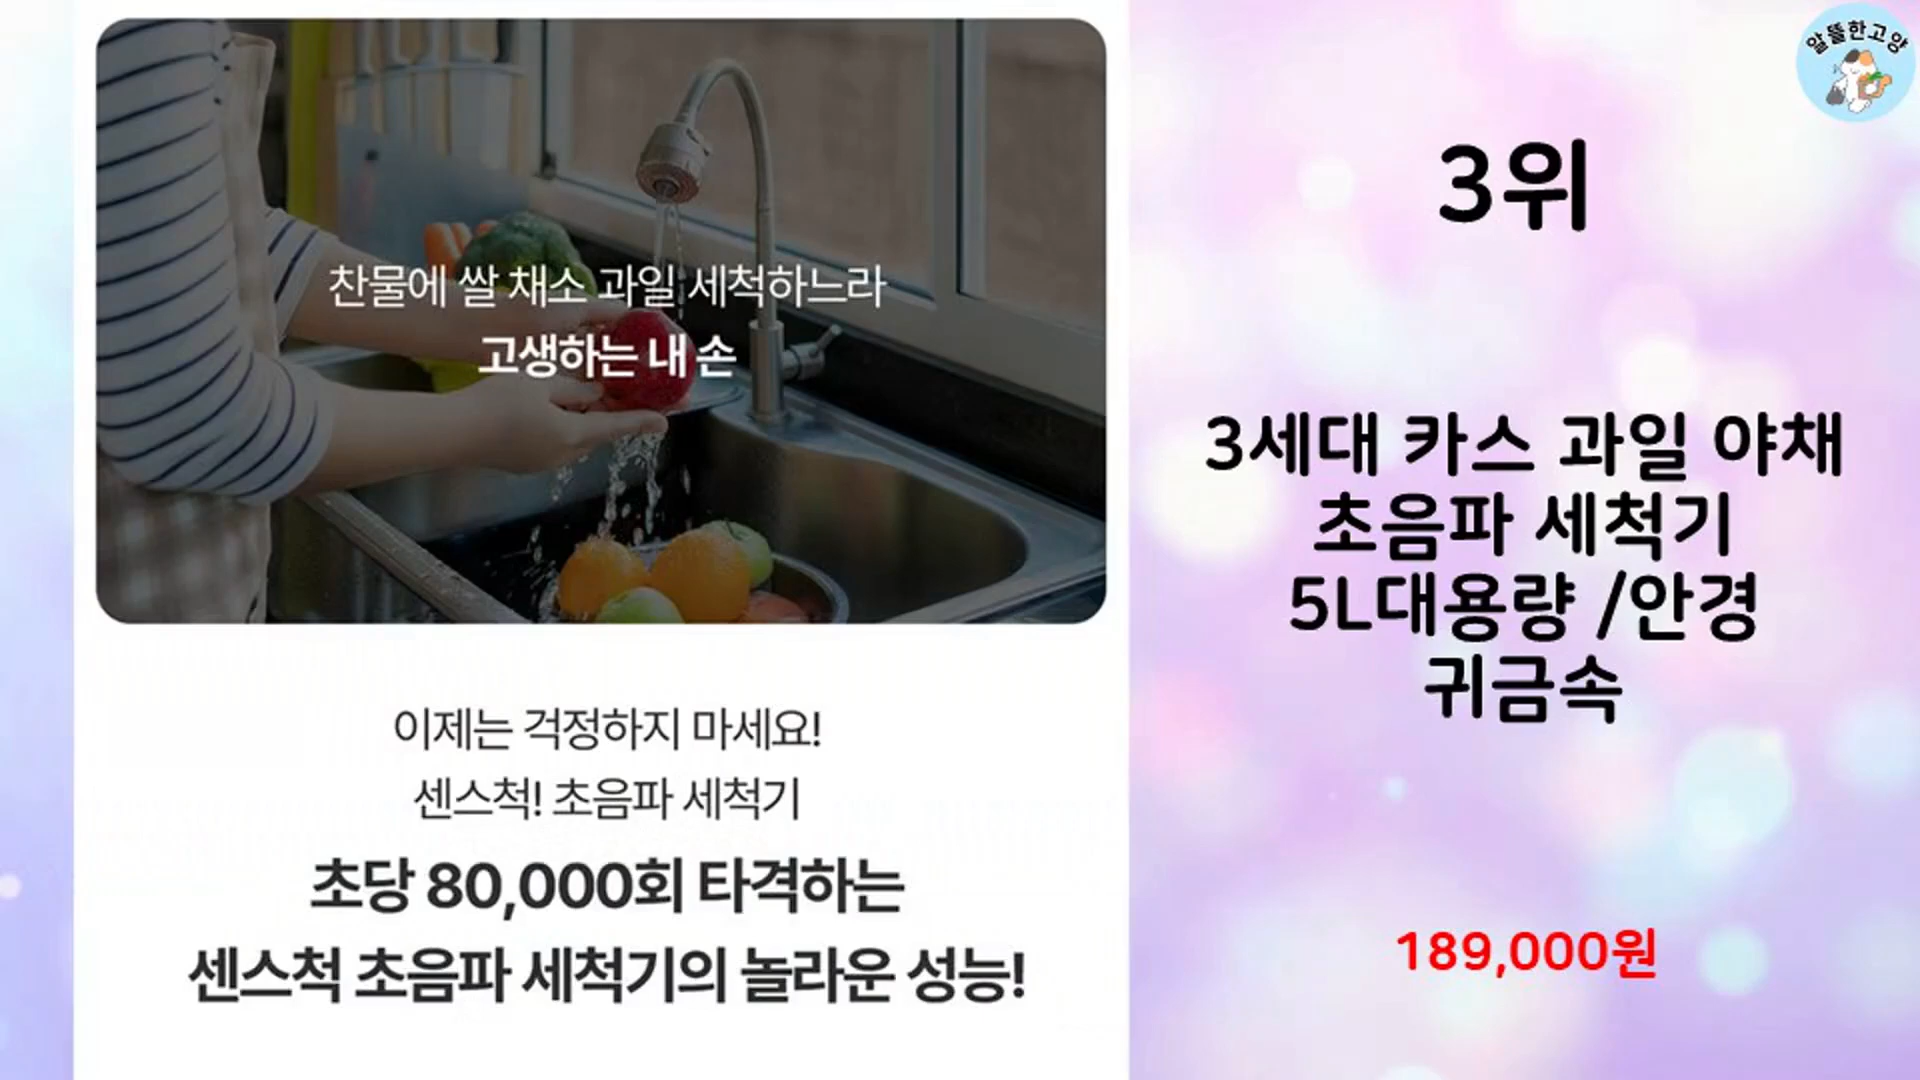 찬물에 쌀 채소 과일 세척하느라
고생하는 내 손
이제는 걱정하지 마세요!
센스척! 초음파 세척기
초당 80,000회 타격하는
센스척 초음파 세척기의 놀라운 성능!
알뜰한고양
3위
3세대 카스 과일 야채
초음파 세척기
5L대용량 /안경
귀금속
189,000원